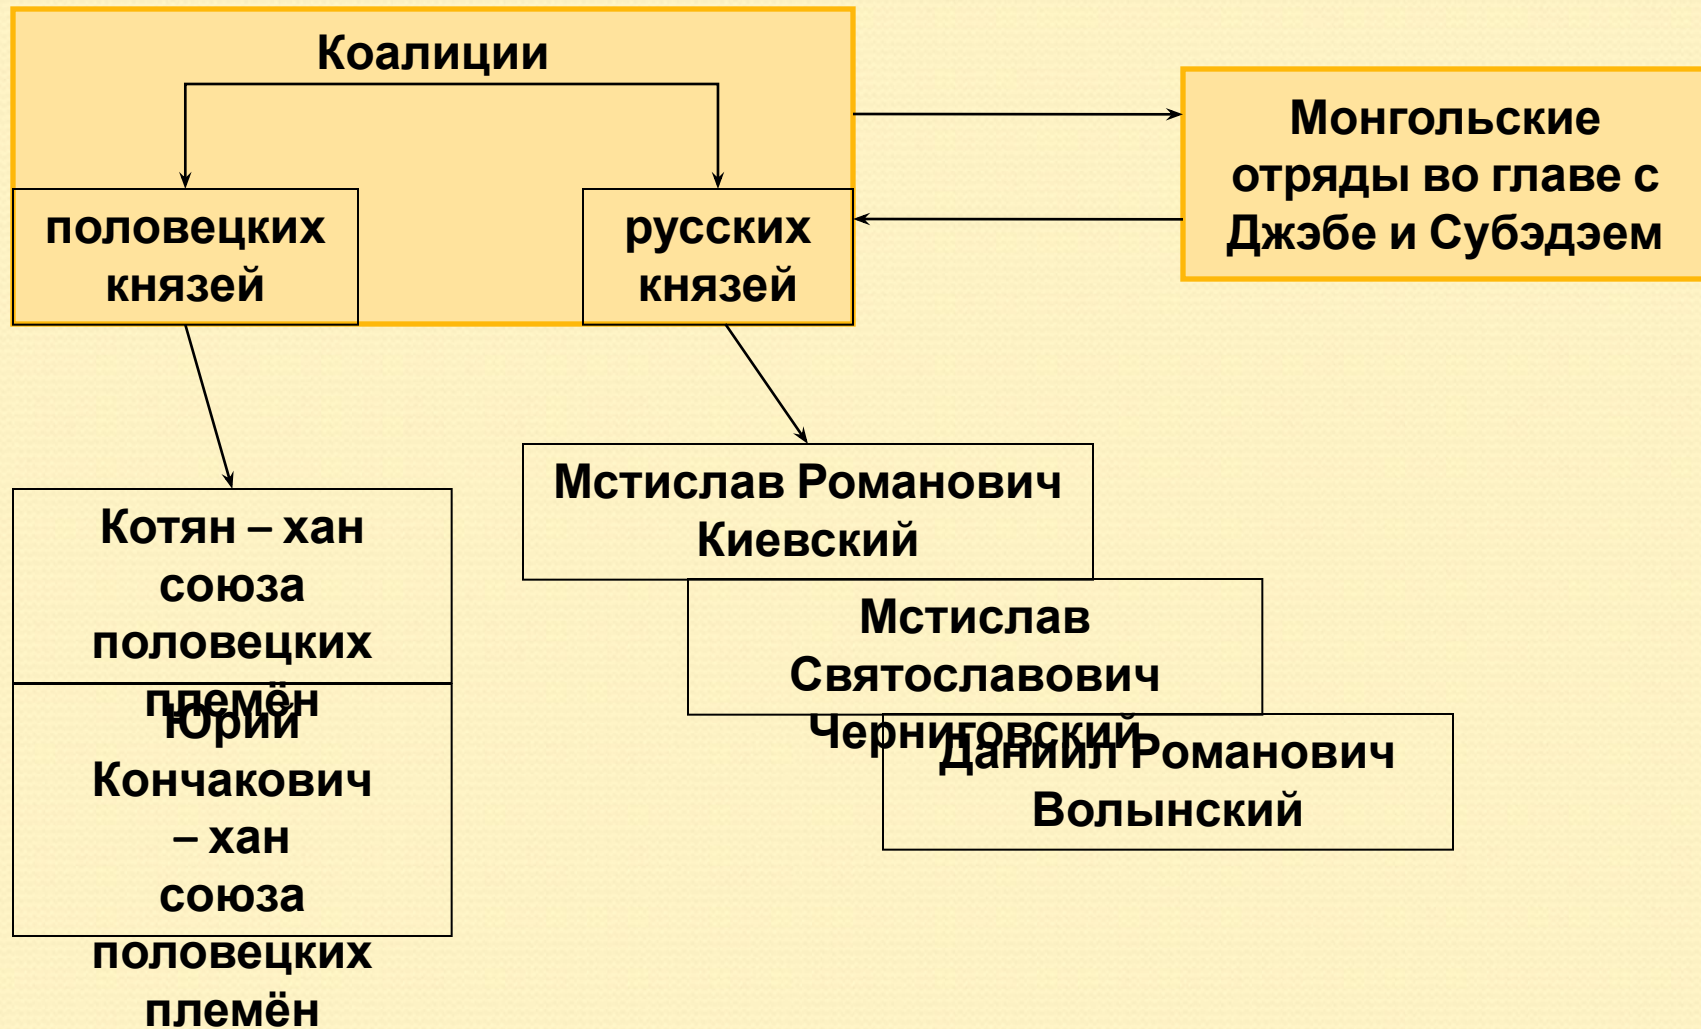 Коалиции
половецких
князей
русских
князей
Монгольские
отряды во главе с
Джэбе и Субэдэем
Котян – хан
союза
половецких
племён
Юрий
Кончакович
– хан
союза
половецких
племён
Мстислав Романович
Киевский
Мстислав
Святославович
Черниговский
Даниил Романович
Волынский